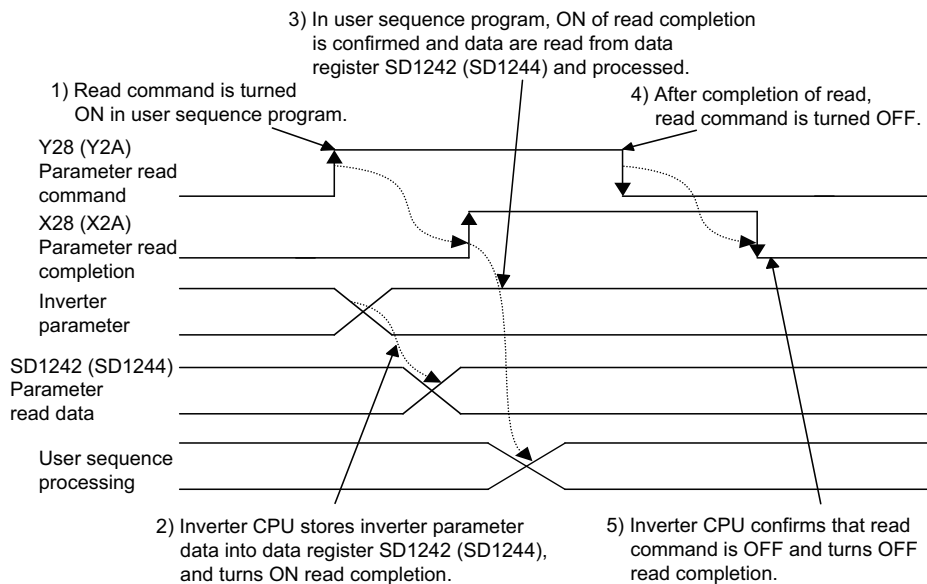 3) In user sequence program, ON of read completion
is confirmed and data are read from data
register SD1242 (SD1244) and processed.
1) Read command is turned
ON in user sequence program.
4) After completion of read,
read command is turned OFF.
Y28 (Y2A)
Parameter read
command
X28 (X2A)
Parameter read
completion
Inverter
parameter
SD1242 (SD1244)
Parameter
read data
User sequence
processing
2) Inverter CPU stores inverter parameter
data into data register SD1242 (SD1244),
and turns ON read completion.
5) Inverter CPU confirms that read
command is OFF and turns OFF
read completion.